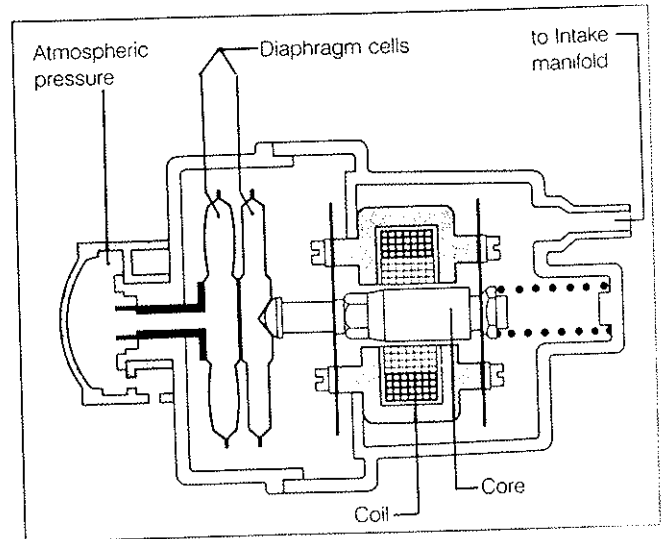 Atmospheric
pressure
Diaphragm cells
to Intake
manifold
Core
Coil